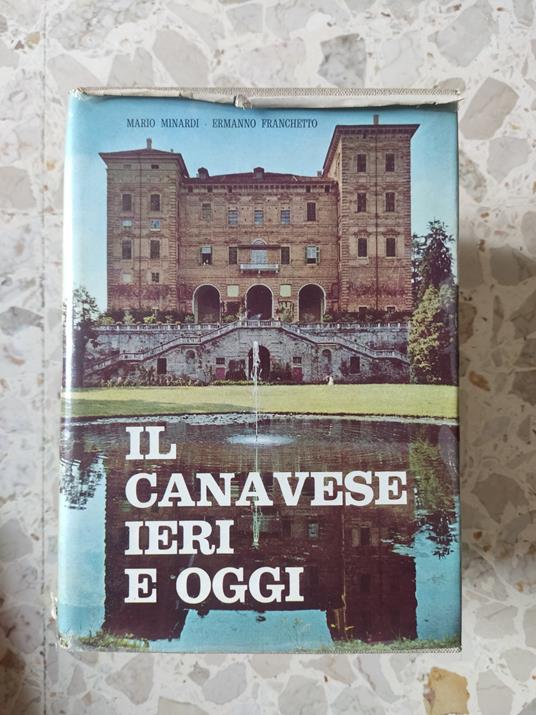 MARIO MINARDI - ERMANNO FRANCHETTO
IL
CANAVESE
IERI
E OGGI